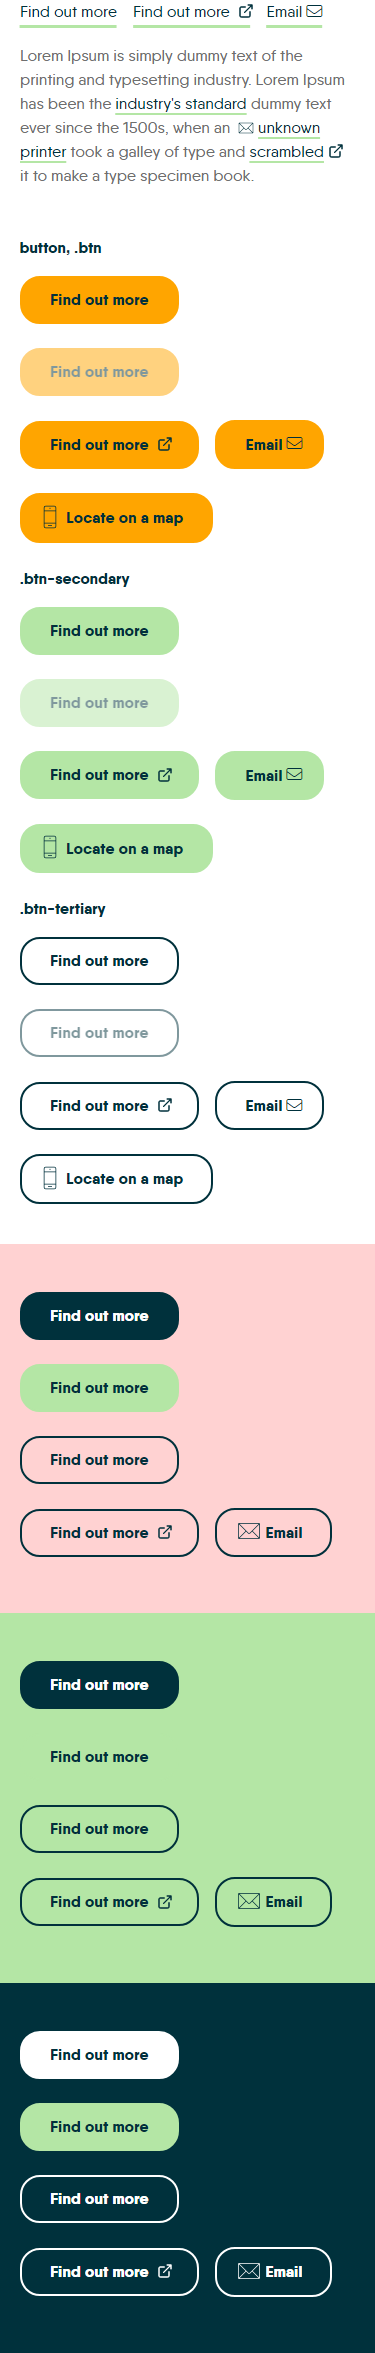 Find out more Find out more Email
Lorem Ipsum is simply dummy text of the
printing and typesetting industry. Lorem Ipsum
has been the industry's standard dummy text
ever since the 1500s, when an unknown
printer took a galley of type and scrambled
it to make a type specimen book.
button, .btn
Find out more
Find out more
Find out more Email
Locate on a map
.btn-secondary
Find out more
Find out more
Find out more Email
Locate on a map
.btn-tertiary
Find out more
Find out more
Find out more Email
Locate on a map
Find out more
Find out more
Find out more
Find out more Email
Find out more
Find out more
Find out more
Find out more Email
Find out more
Find out more
Find out more
Find out more Email